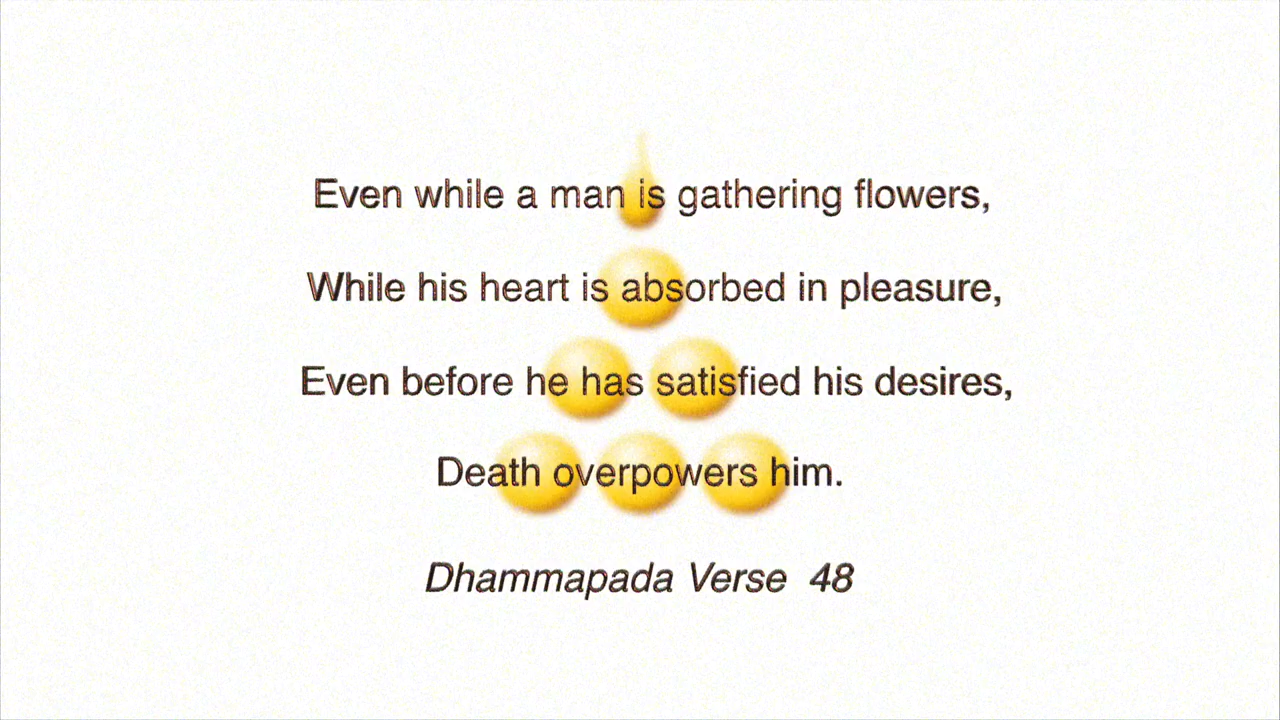 Even while a man is gathering flowers,
While his heart is absorbed in pleasure,
Even before he has satisfied his desires,
Death overpowers him.
Dhammapada Verse 48